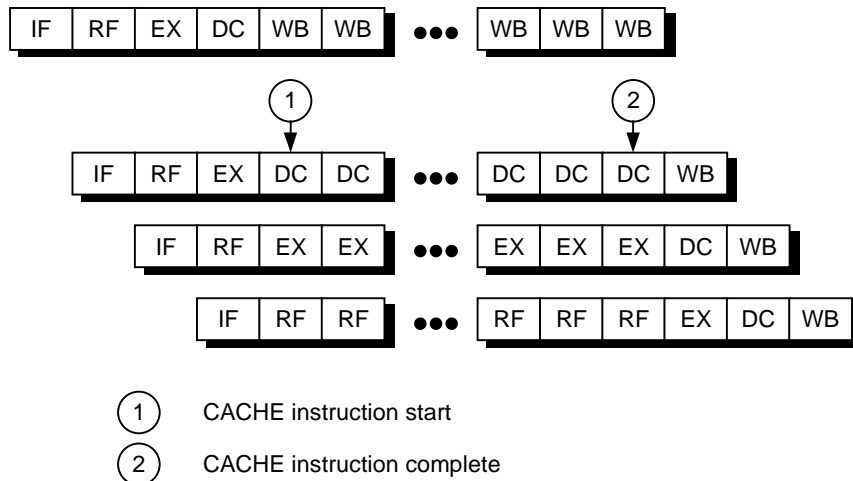 IF RF EX DC WB WB ●●● WB WB WB
1 2
IF RF EX DC DC ●●● DC DC DC WB
IF RF EX EX ●●● EX EX EX DC WB
IF RF RF ●●● RF RF RF EX DC WB
1 CACHE instruction start
2 CACHE instruction complete